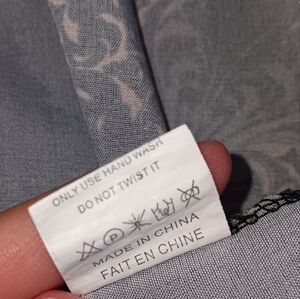 ONLY USE HAND WASH
DO NOT TWIST IT
P
MADE IN CHINA
FAIT EN CHINE